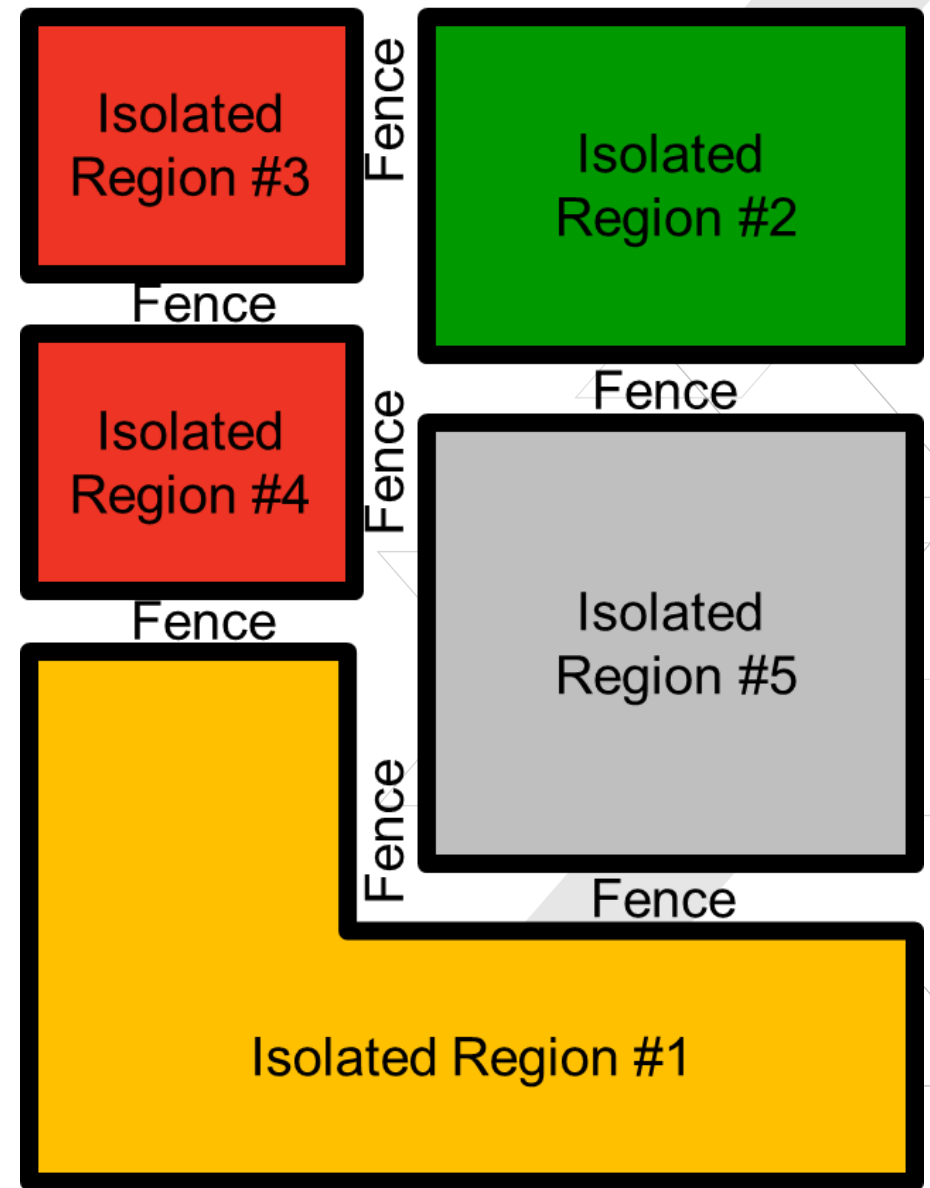 Isolated
Region #3
Fence
Isolated
Region #2
Fence
Fence
Isolated
Region #4
Fence
Fence
Isolated
Region #5
Fence
Fence
Isolated Region #1